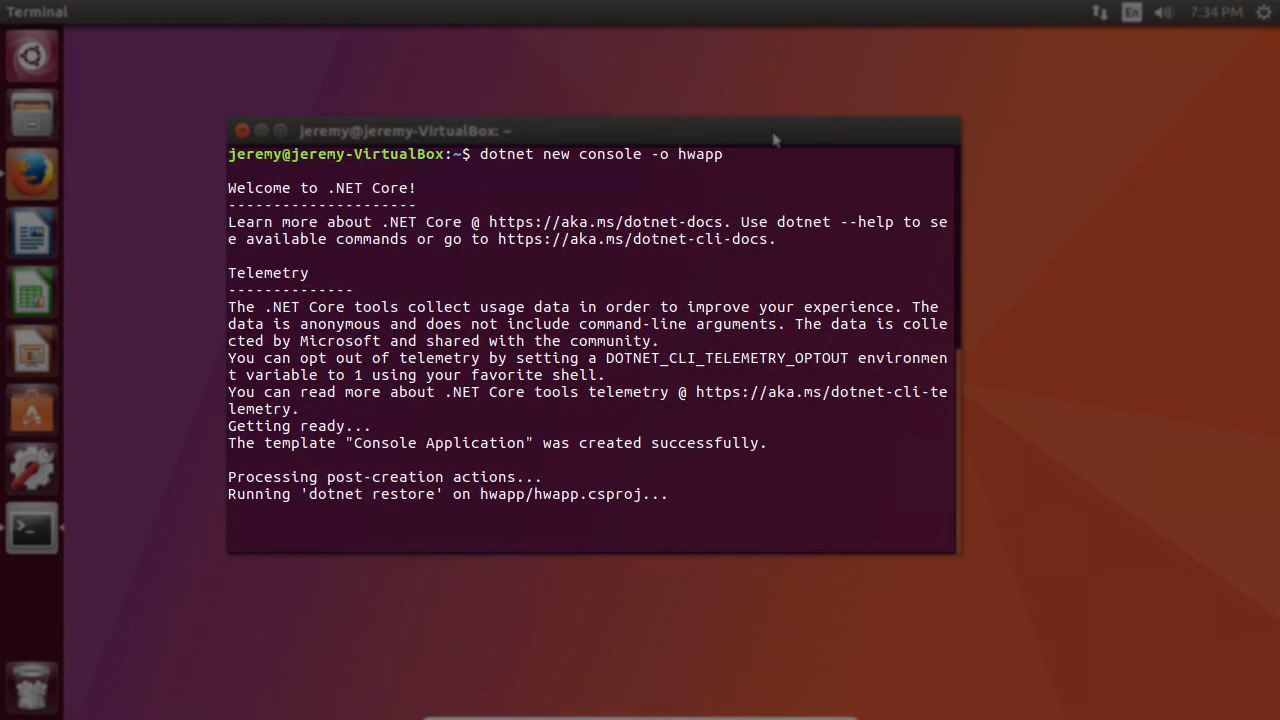 Terminal
En
7:34 PM
jeremy@jeremy-VirtualBox: ~
jeremy@jeremy-VirtualBox:~$ dotnet new console -o hwapp
Welcome to .NET Core!
---------------------
Learn more about .NET Core @ https://aka.ms/dotnet-docs. Use dotnet --help to se
e available commands or go to https://aka.ms/dotnet-cli-docs.
Telemetry
--------------
The .NET Core tools collect usage data in order to improve your experience. The
data is anonymous and does not include command-line arguments. The data is colle
cted by Microsoft and shared with the community.
You can opt out of telemetry by setting a DOTNET_CLI_TELEMETRY_OPTOUT environmen
t variable to 1 using your favorite shell.
You can read more about .NET Core tools telemetry @ https://aka.ms/dotnet-cli-te
lemetry.
Getting ready...
The template "Console Application" was created successfully.
Processing post-creation actions...
Running 'dotnet restore' on hwapp/hwapp.csproj...